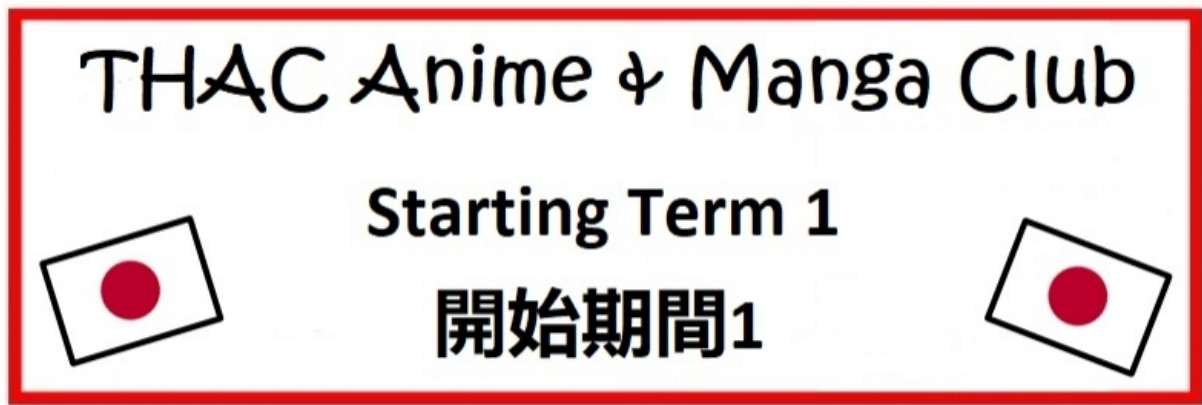 THAC Anime & Manga Club
Starting Term 1
開始期間1